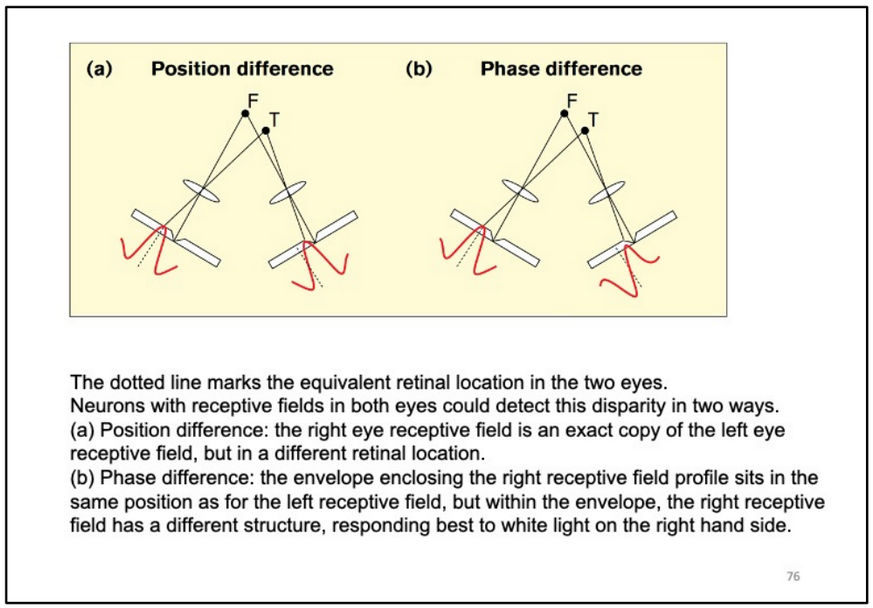 (a) Position difference (b) Phase difference
F F
T T
The dotted line marks the equivalent retinal location in the two eyes.
Neurons with receptive fields in both eyes could detect this disparity in two ways.
(a) Position difference: the right eye receptive field is an exact copy of the left eye
receptive field, but in a different retinal location.
(b) Phase difference: the envelope enclosing the right receptive field profile sits in the
same position as for the left receptive field, but within the envelope, the right receptive
field has a different structure, responding best to white light on the right hand side.
76